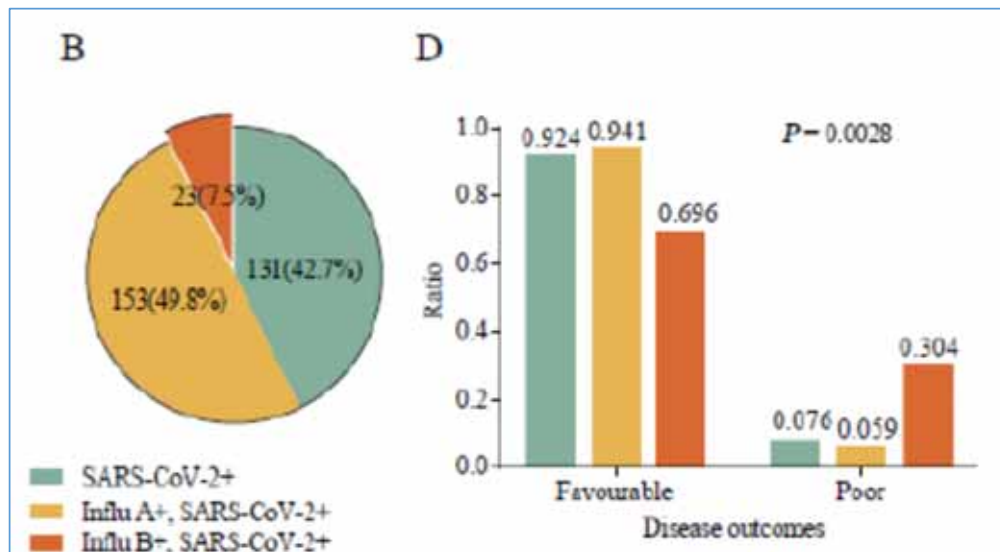 B
23(7.5%)
131(42.7%)
153(49.8%)
SARS-CoV-2+
Influ A+, SARS-CoV-2+
Influ B+, SARS-CoV-2+
D
P = 0.0028
Ratio
1.0
0.8
0.6
0.4
0.2
0.0
0.924
0.941
0.696
0.076
0.059
0.304
Favourable
Poor
Disease outcomes